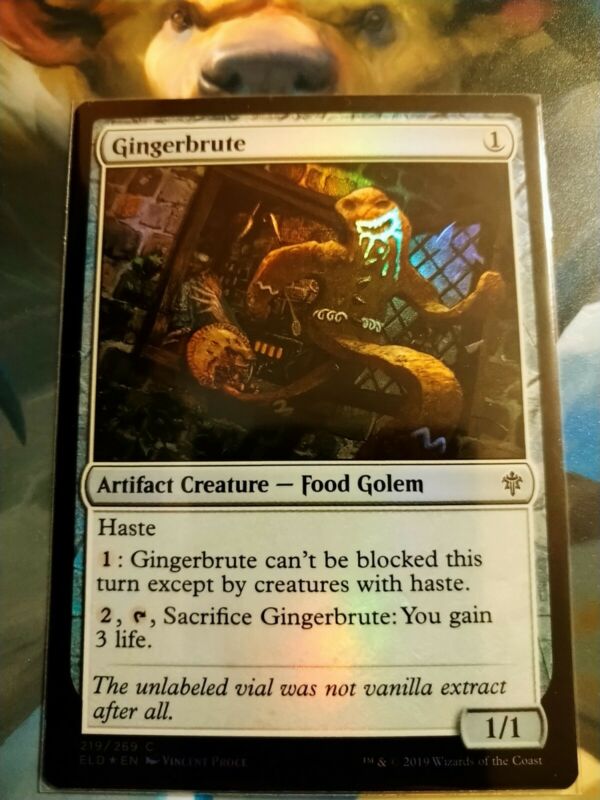 Gingerbrute 1
Artifact Creature — Food Golem
Haste
1 : Gingerbrute can't be blocked this
turn except by creatures with haste.
2, , Sacrifice Gingerbrute: You gain
3 life.
The unlabeled vial was not vanilla extract
after all.
1/1
219/269 C
ELD ★ EN VINCENT PROCE ™ & © 2019 Wizards of the Coast